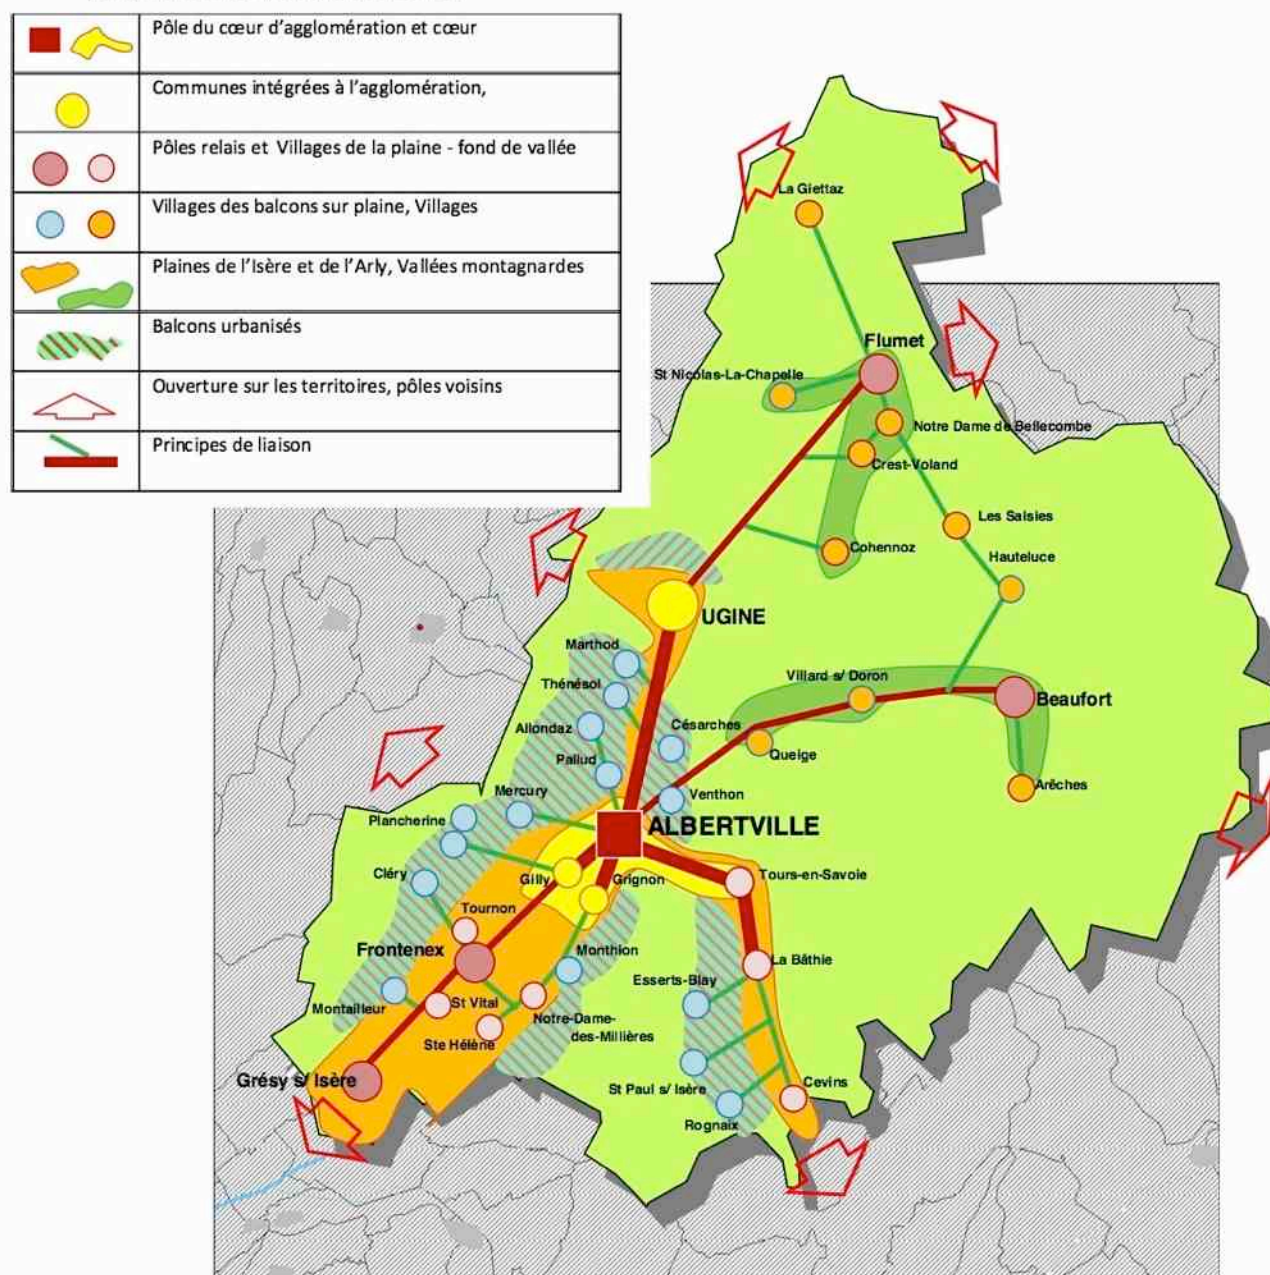 Pôle du cœur d'agglomération et cœur
Communes intégrées à l'agglomération,
Pôles relais et Villages de la plaine - fond de vallée
Villages des balcons sur plaine, Villages
Plaines de l'Isère et de l'Arly, Vallées montagnardes
Balcons urbanisés
Ouverture sur les territoires, pôles voisins
Principes de liaison
La Giettaz
Flumet
St Nicolas-La-Chapelle
Notre Dame de Bellecombe
Crest-Voland
Les Saisies
Cohennoz
Hauteluce
UGINE
Marthod
Villard s/ Doron
Thénésol
Beaufort
Césarches
Allondaz
Queige
Pallud
Arêches
Mercury
Venthon
Plancherine
ALBERTVILLE
Cléry
Gilly
Grignon
Tours-en-Savoie
Tournon
Frontenex
Monthion
La Bâthie
Esserts-Blay
Montailleur
St Vital
Notre-Dame-
des-Millières
Ste Hélène
Grésy s/ Isère
St Paul s/ Isère
Cevins
Rognaix